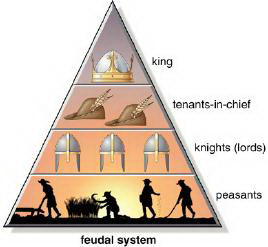 king
tenants-in-chief
knights (lords)
peasants
feudal system